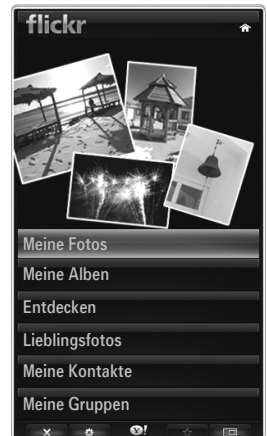 flickr
Meine Fotos
Meine Alben
Entdecken
Lieblingsfotos
Meine Kontakte
Meine Gruppen
Y!